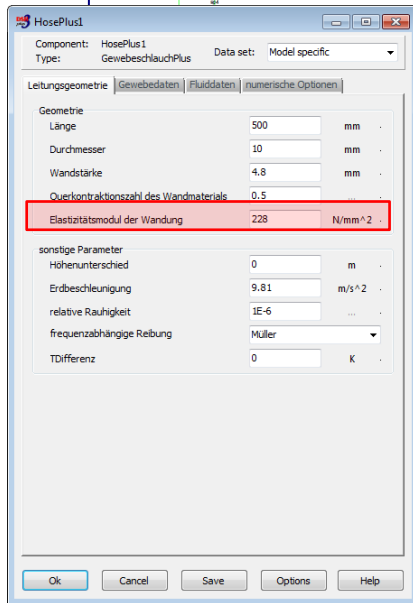 HosePlus1
Component: HosePlus1
Type: GewebeschlauchPlus
Data set: Model specific
Leitungsgeometrie Gewebedaten Fluiddaten numerische Optionen
Geometrie
Länge 500 mm .
Durchmesser 10 mm .
Wandstärke 4.8 mm .
Querkontraktionszahl des Wandmaterials 0.5 ... .
Elastizitätsmodul der Wandung 228 N/mm^2 .
sonstige Parameter
Höhenunterschied 0 m .
Erdbeschleunigung 9.81 m/s^2 .
relative Rauhigkeit 1E-6 ... .
frequenzabhängige Reibung Müller
TDifferenz 0 K .
Ok Cancel Save Options Help